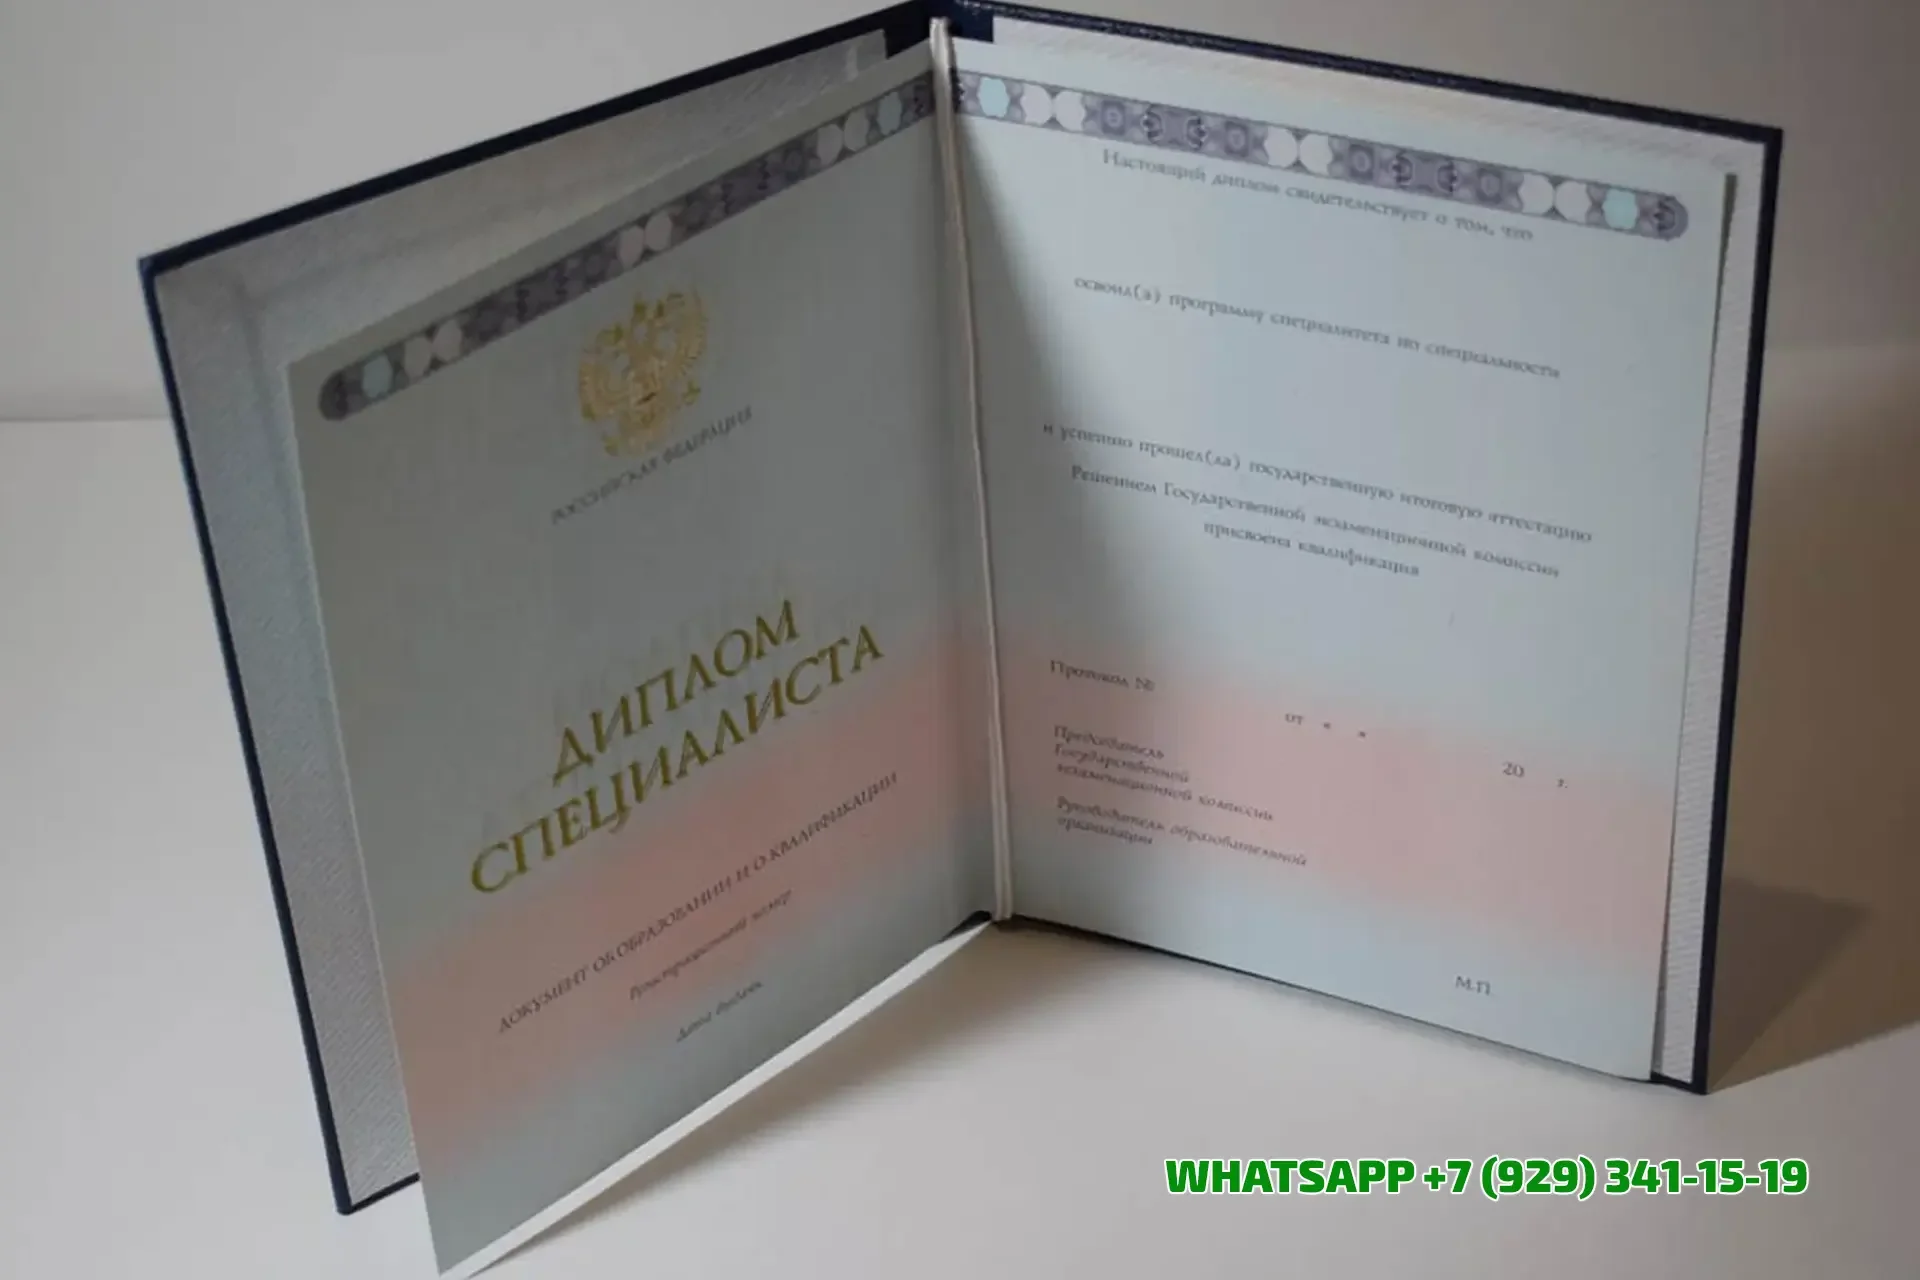 РОССИЙСКАЯ ФЕДЕРАЦИЯ
ДИПЛОМ
СПЕЦИАЛИСТА
ДОКУМЕНТ ОБ ОБРАЗОВАНИИ И О КВАЛИФИКАЦИИ
Регистрационный номер
Дата выдачи
Настоящий диплом свидетельствует о том, что
освоил(а) программу специалитета по специальности
и успешно прошел(ла) государственную итоговую аттестацию
Решением Государственной экзаменационной комиссии
присвоена квалификация
Протокол №
от « »
20 г.
Председатель
Государственной
экзаменационной комиссии
Руководитель образовательной
организации
М.П.
WHATSAPP +7 (929) 341-15-19